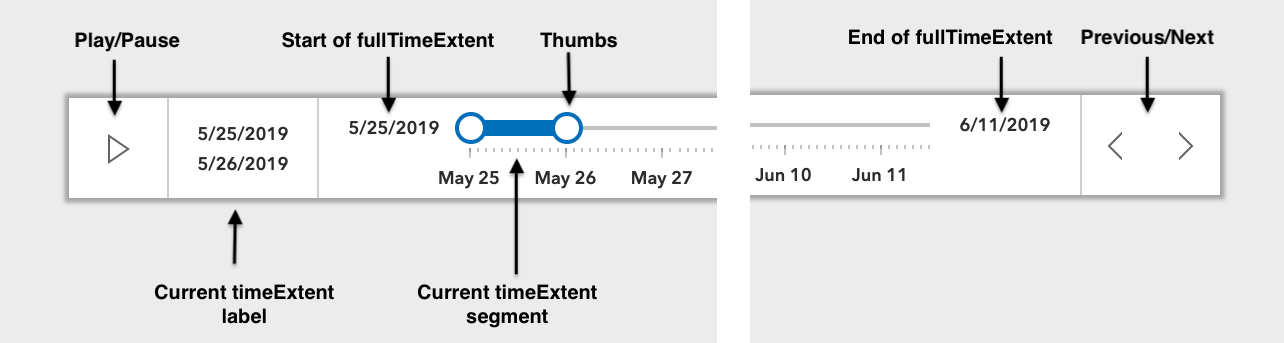 Play/Pause
Start of fullTimeExtent
Thumbs
End of fullTimeExtent
Previous/Next
5/25/2019
5/26/2019
5/25/2019
May 25
May 26
May 27
6/11/2019
Jun 10
Jun 11
Current timeExtent
label
Current timeExtent
segment